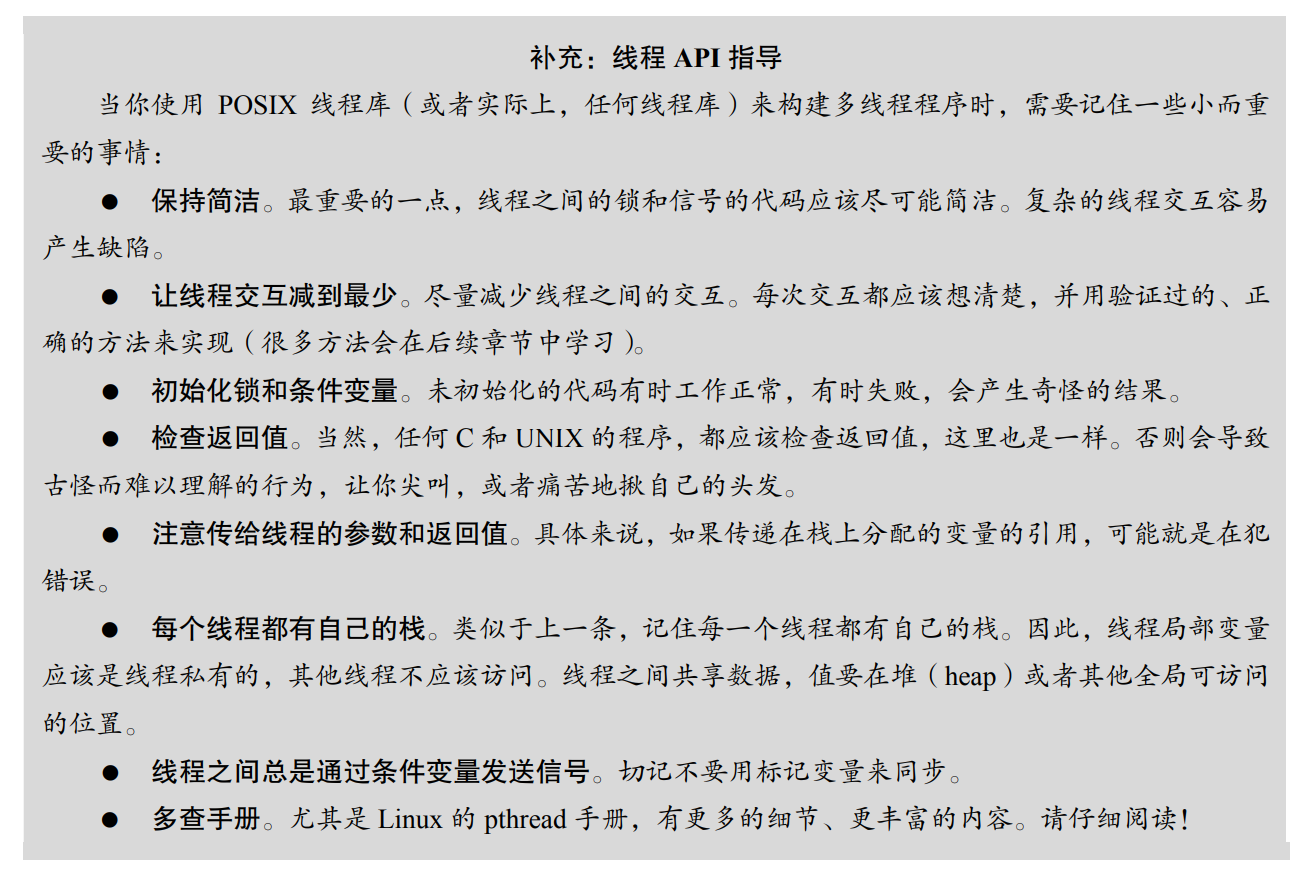 补充：线程 API 指导
当你使用 POSIX 线程库（或者实际上，任何线程库）来构建多线程程序时，需要记住一些小而重
要的事情：
● 保持简洁。最重要的一点，线程之间的锁和信号的代码应该尽可能简洁。复杂的线程交互容易
产生缺陷。
● 让线程交互减到最少。尽量减少线程之间的交互。每次交互都应该想清楚，并用验证过的、正
确的方法来实现（很多方法会在后续章节中学习）。
● 初始化锁和条件变量。未初始化的代码有时工作正常，有时失败，会产生奇怪的结果。
● 检查返回值。当然，任何 C 和 UNIX 的程序，都应该检查返回值，这里也是一样。否则会导致
古怪而难以理解的行为，让你尖叫，或者痛苦地揪自己的头发。
● 注意传给线程的参数和返回值。具体来说，如果传递在栈上分配的变量的引用，可能就是在犯
错误。
● 每个线程都有自己的栈。类似于上一条，记住每一个线程都有自己的栈。因此，线程局部变量
应该是线程私有的，其他线程不应该访问。线程之间共享数据，值要在堆（heap）或者其他全局可访问
的位置。
● 线程之间总是通过条件变量发送信号。切记不要用标记变量来同步。
● 多查手册。尤其是 Linux 的 pthread 手册，有更多的细节、更丰富的内容。请仔细阅读！